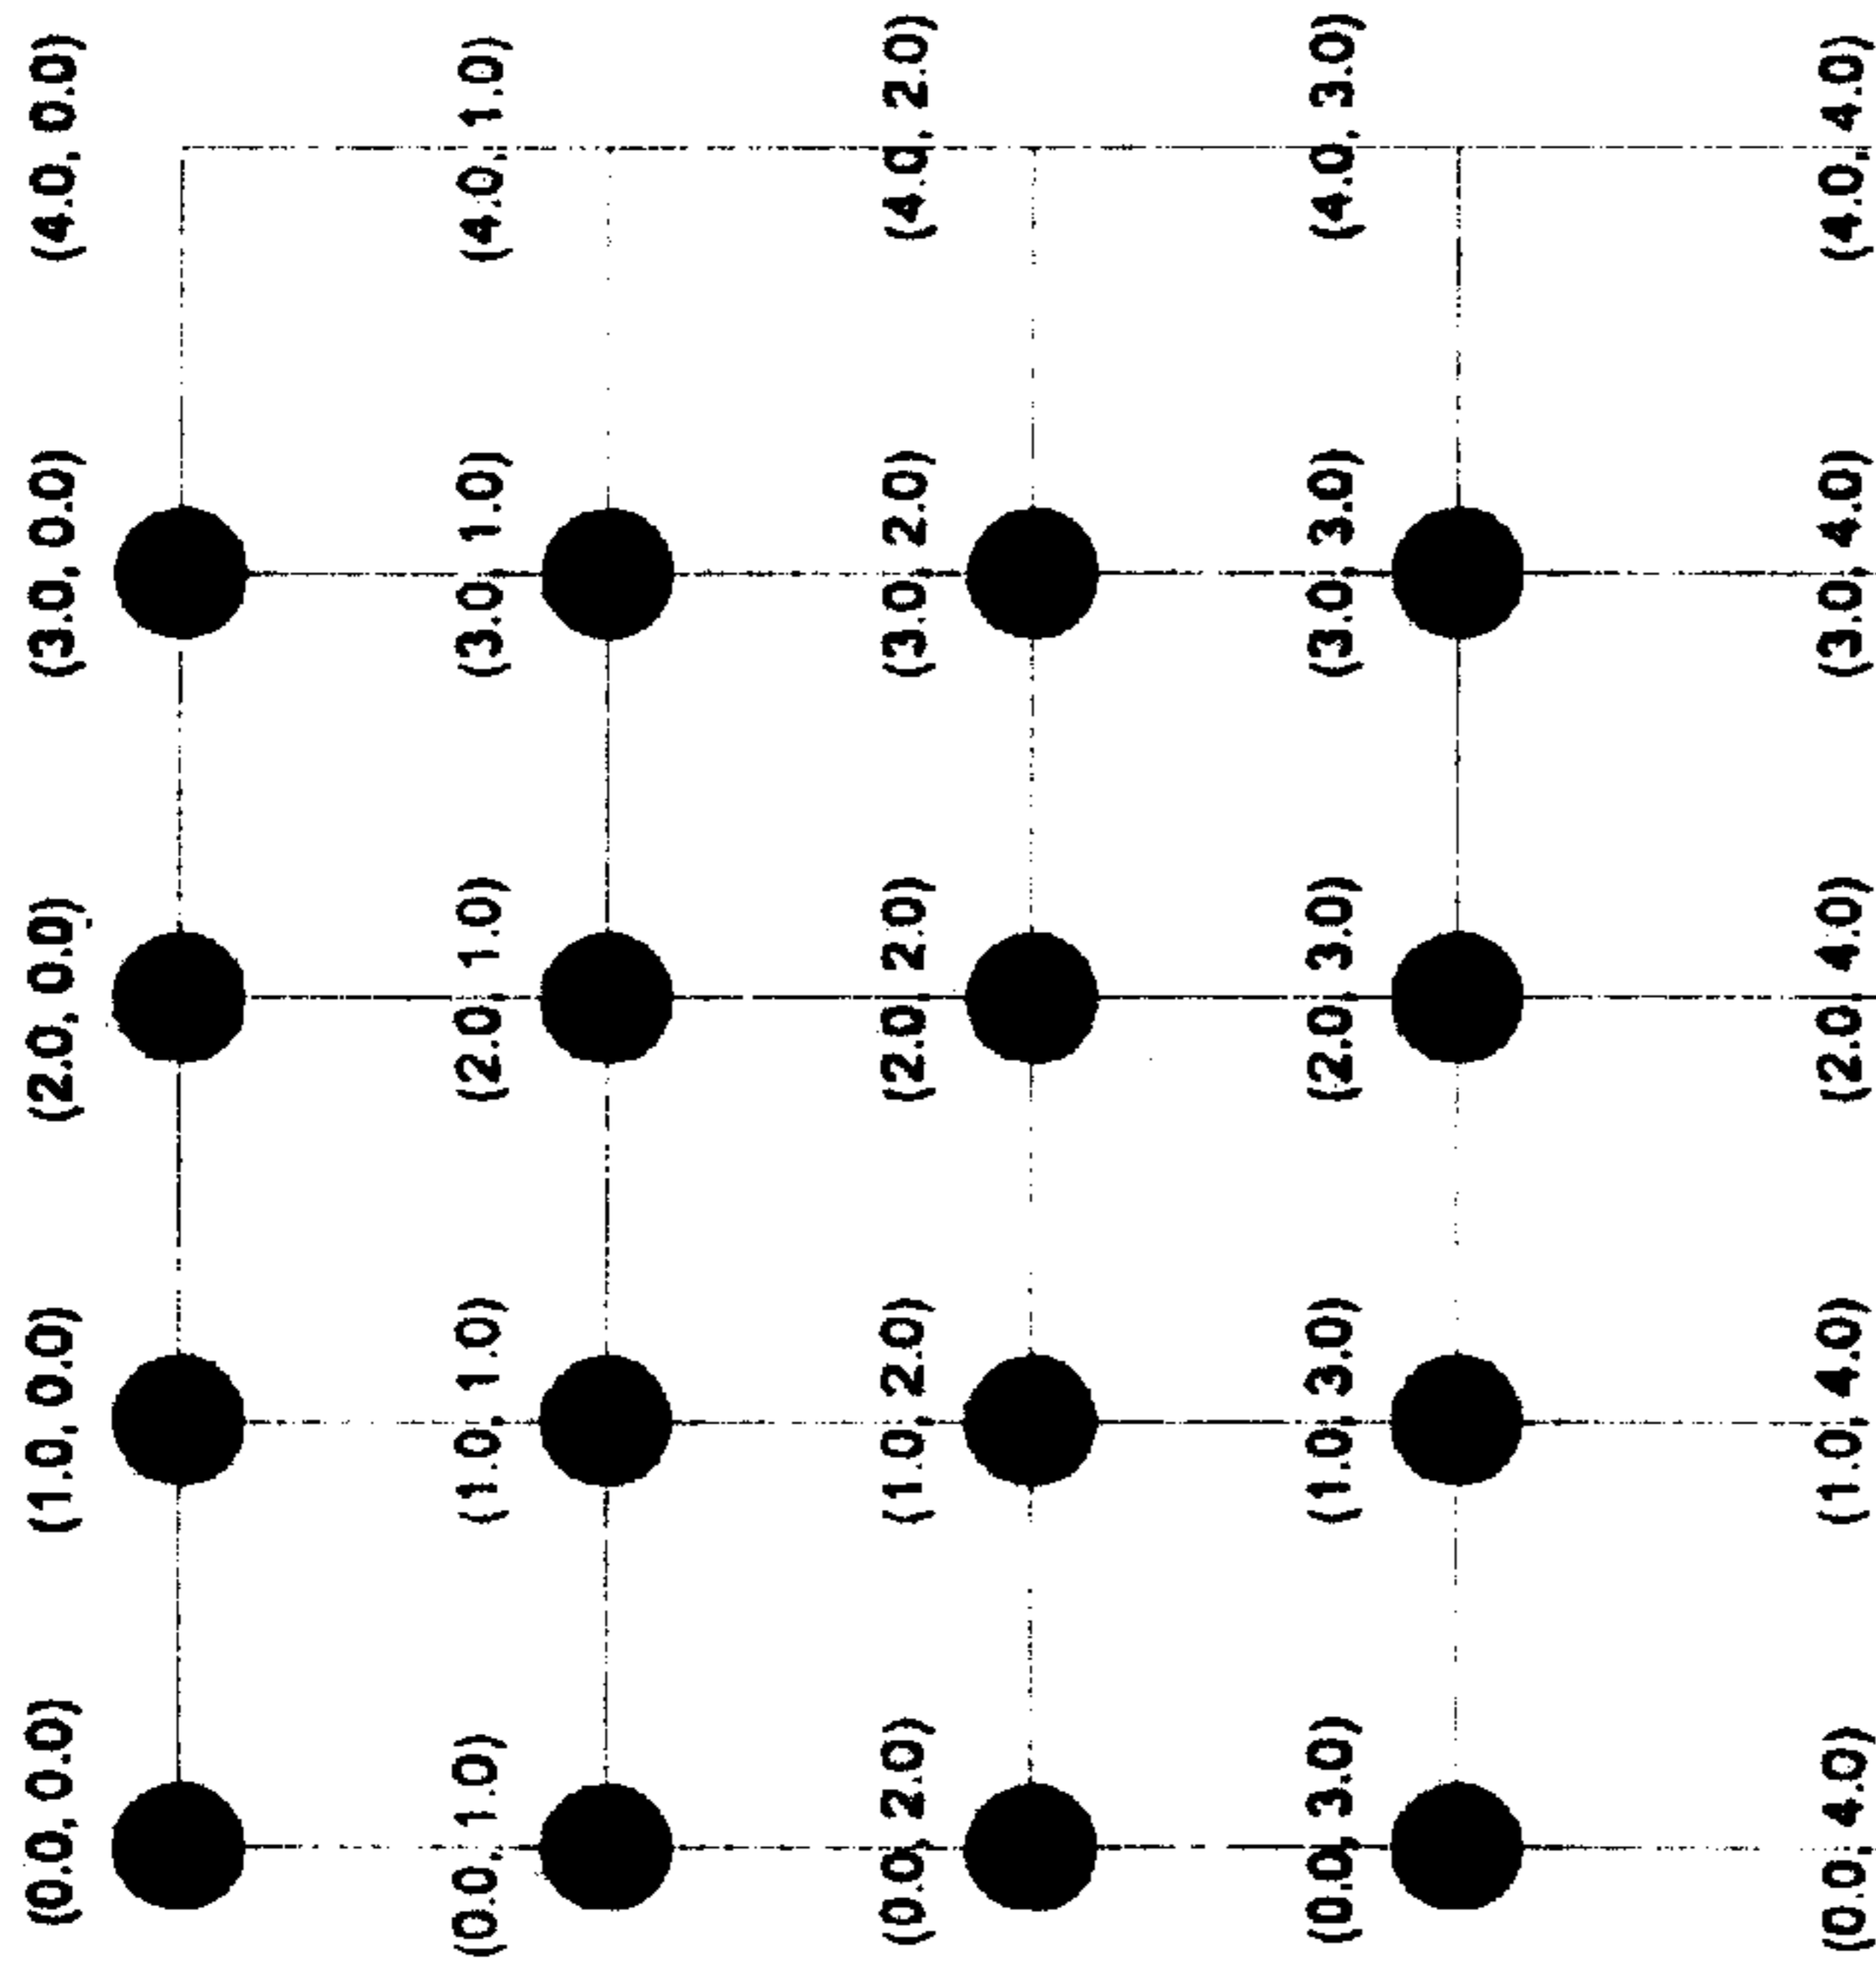 (0.0, 0.0) (1.0, 0.0) (2.0, 0.0) (3.0, 0.0) (4.0, 0.0)
(0.0, 1.0) (1.0, 1.0) (2.0, 1.0) (3.0, 1.0) (4.0, 1.0)
(0.0, 2.0) (1.0, 2.0) (2.0, 2.0) (3.0, 2.0) (4.0, 2.0)
(0.0, 3.0) (1.0, 3.0) (2.0, 3.0) (3.0, 3.0) (4.0, 3.0)
(0.0, 4.0) (1.0, 4.0) (2.0, 4.0) (3.0, 4.0) (4.0, 4.0)